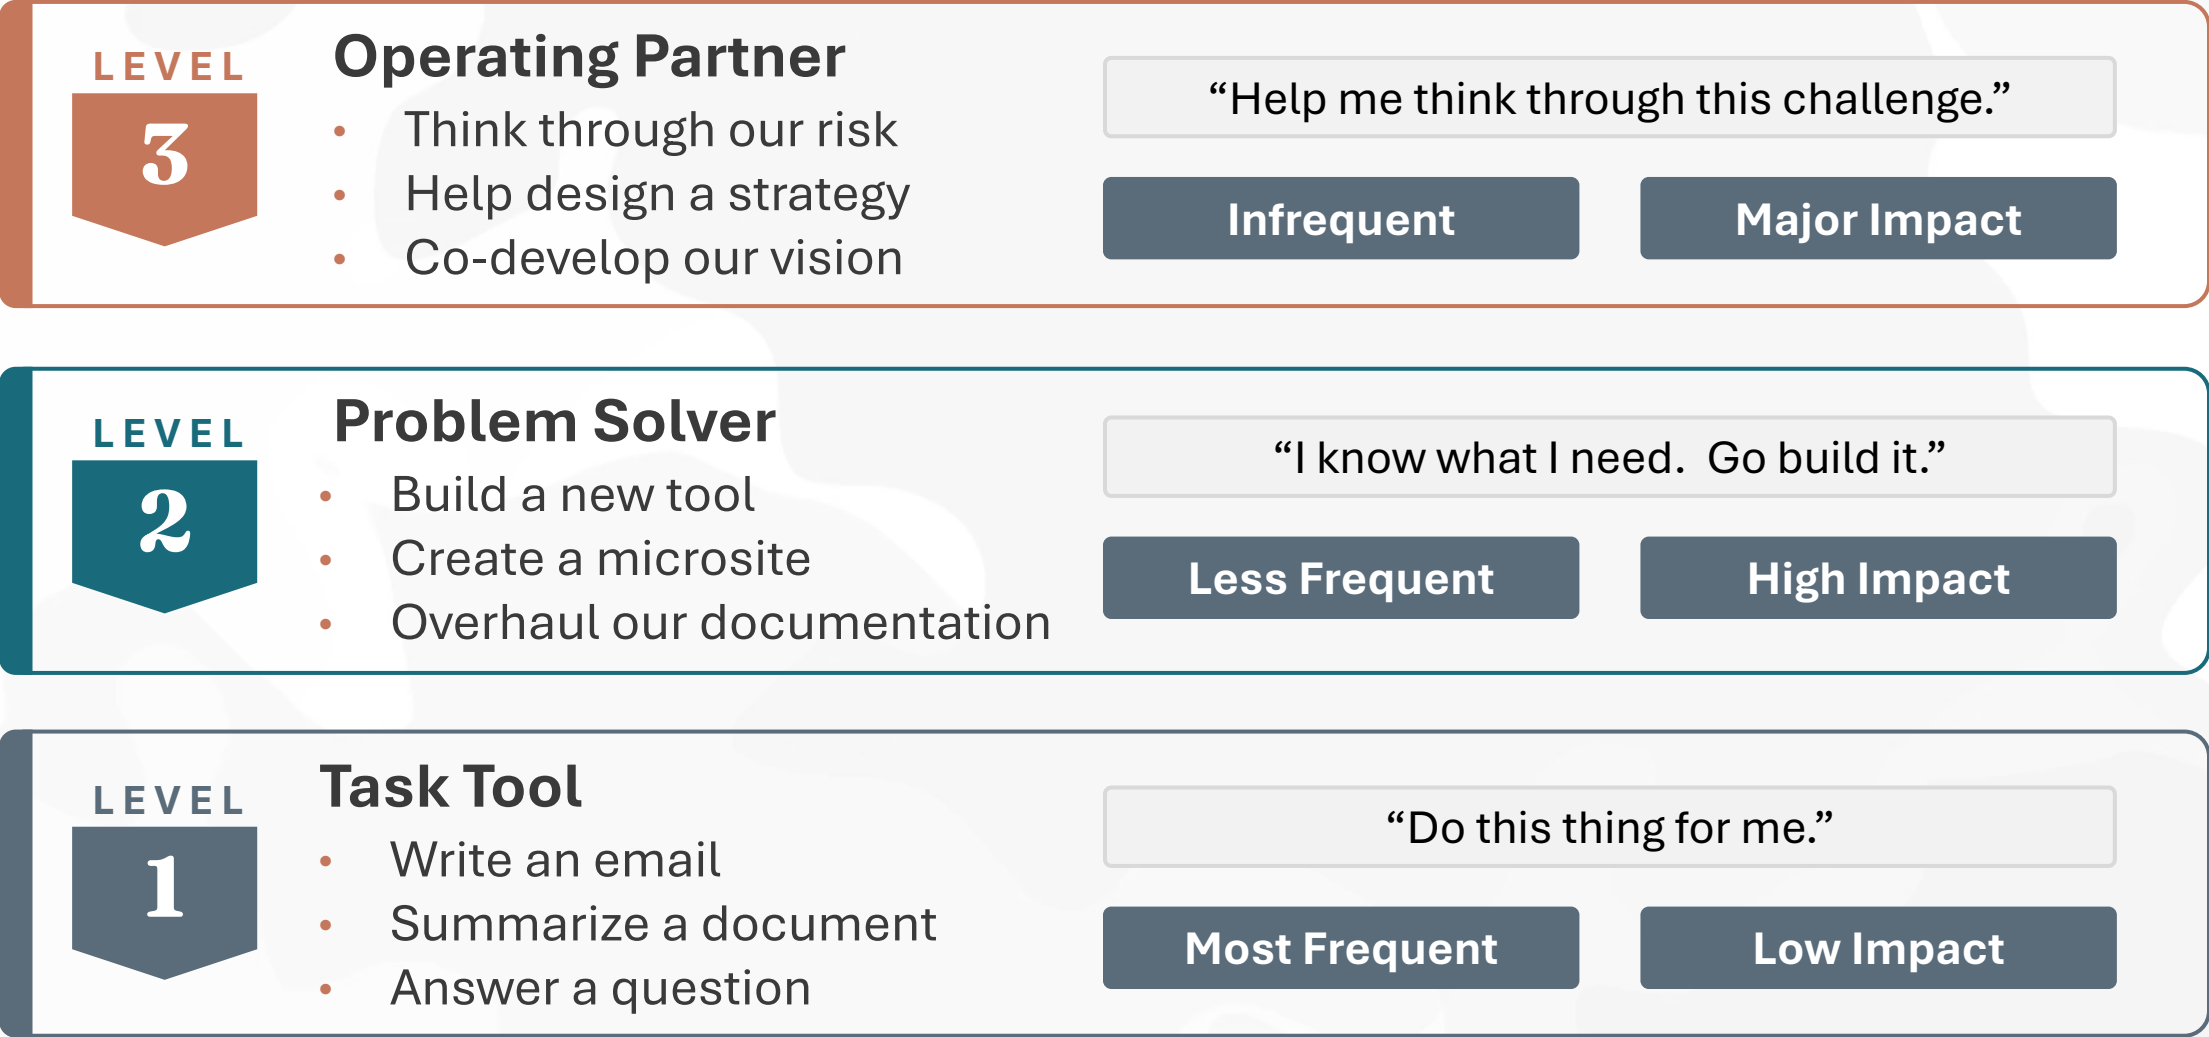 LEVEL
3
Operating Partner
• Think through our risk
• Help design a strategy
• Co-develop our vision
“Help me think through this challenge.”
Infrequent
Major Impact
LEVEL
2
Problem Solver
• Build a new tool
• Create a microsite
• Overhaul our documentation
“I know what I need.  Go build it.”
Less Frequent
High Impact
LEVEL
1
Task Tool
• Write an email
• Summarize a document
• Answer a question
“Do this thing for me.”
Most Frequent
Low Impact